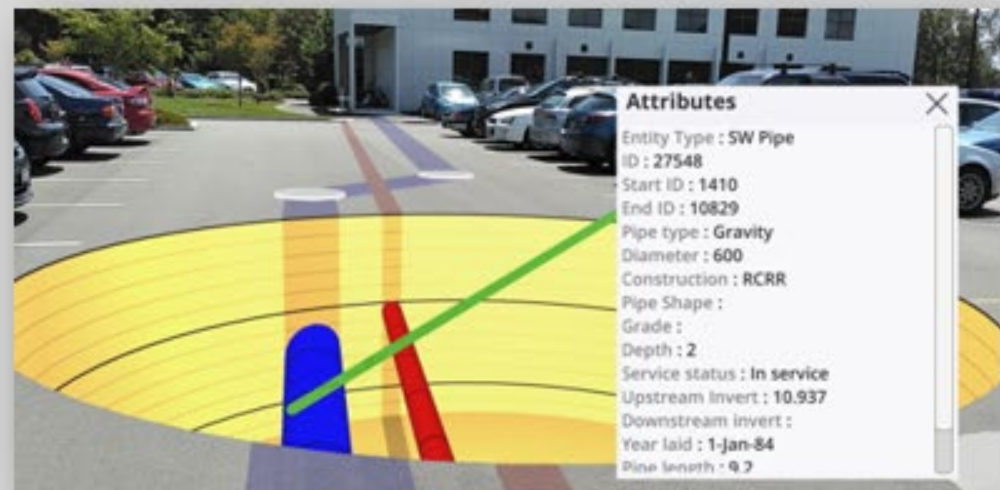 Attributes
Entity Type : SW Pipe
ID : 27548
Start ID : 1410
End ID : 10829
Pipe type : Gravity
Diameter : 600
Construction : RCRR
Pipe Shape :
Grade :
Depth : 2
Service status : In service
Upstream Invert : 10.937
Downstream invert :
Year laid : 1-Jan-84
Pipe length : 9.2